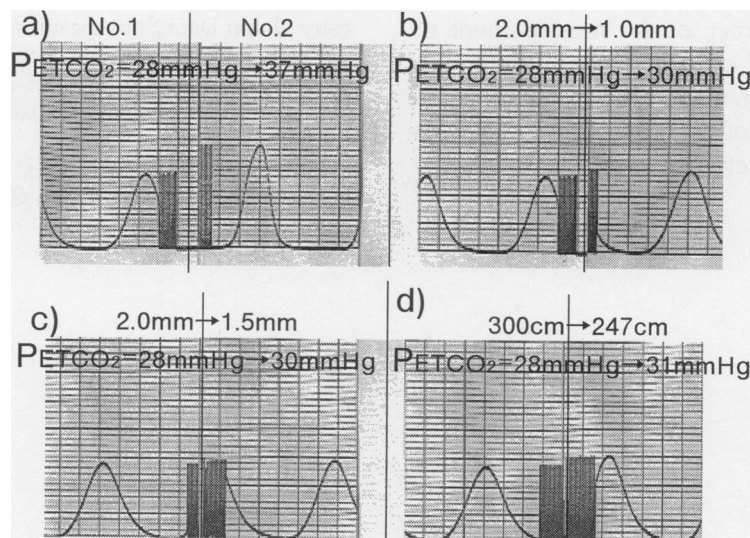 a) No.1 No.2
PETCO2=28mmHg→37mmHg
b) 2.0mm→1.0mm
PETCO2=28mmHg→30mmHg
c) 2.0mm→1.5mm
PETCO2=28mmHg→30mmHg
d) 300cm→247cm
PETCO2=28mmHg→31mmHg